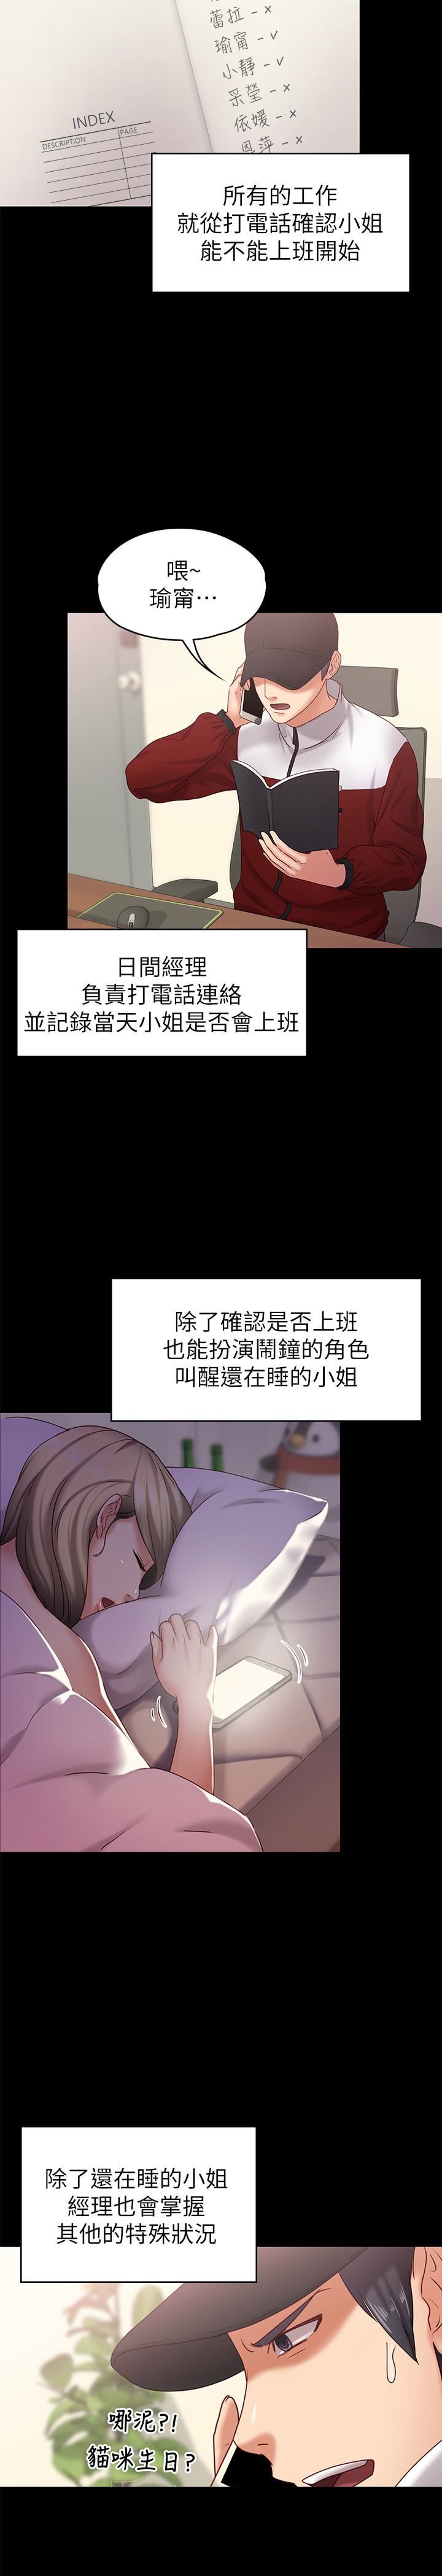 蕾拉 - ×
瑜甯 - ✓
小靜 - ✓
采瑩 - ×
依媛 - ×
恩萍 - ×
INDEX
DESCRIPTION PAGE
所有的工作
就從打電話確認小姐
能不能上班開始
喂~
瑜甯…
日間經理
負責打電話連絡
並記錄當天小姐是否會上班
除了確認是否上班
也能扮演鬧鐘的角色
叫醒還在睡的小姐
除了還在睡的小姐
經理也會掌握
其他的特殊狀況
哪泥?!
貓咪生日?